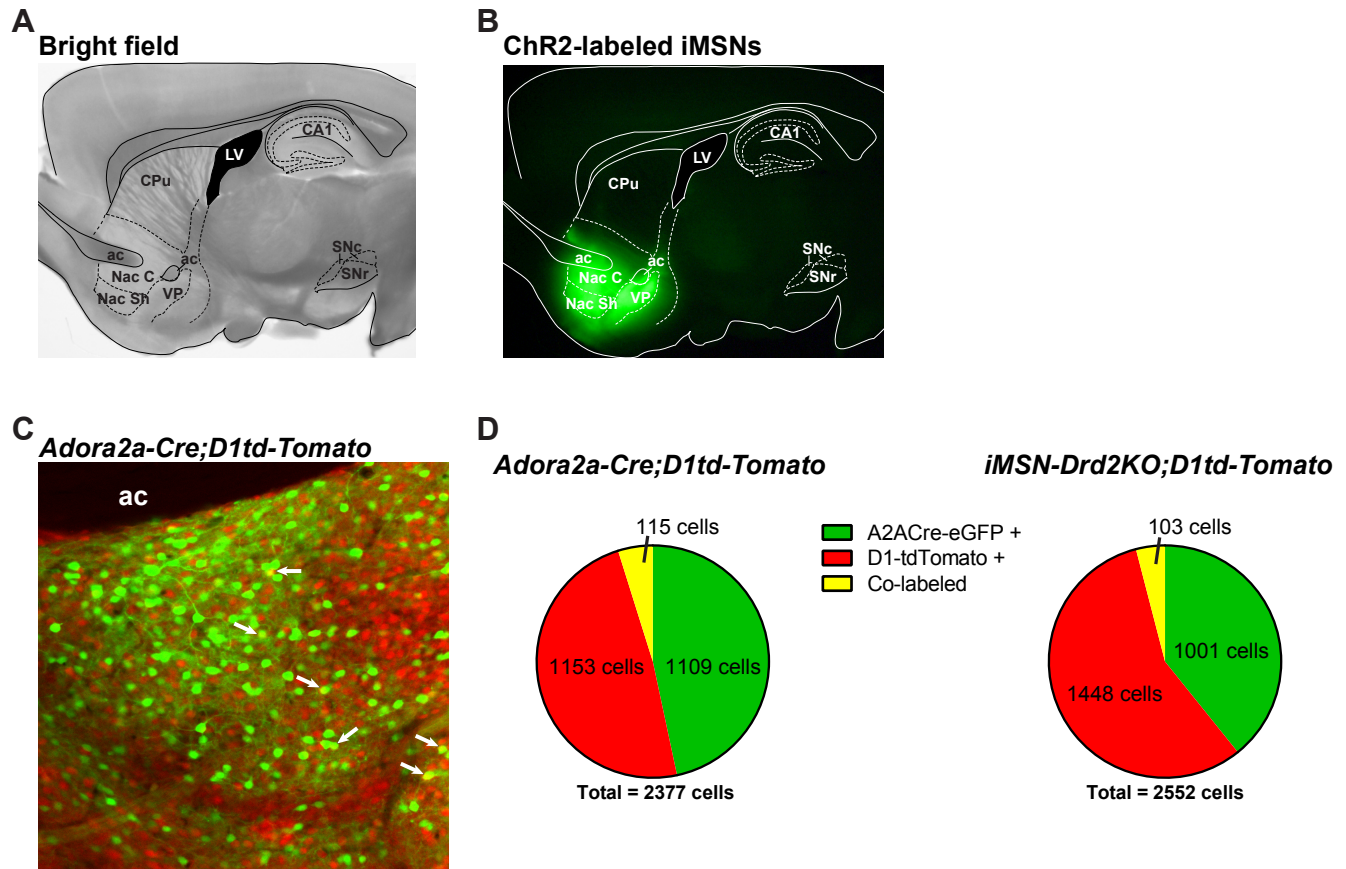 A
Bright field
CA1
LV
CPu
ac
ac
Nac C
Nac Sh
VP
SNc
SNr
B
ChR2-labeled iMSNs
CA1
LV
CPu
ac
ac
Nac C
Nac Sh
VP
SNc
SNr
C
Adora2a-Cre;D1td-Tomato
ac
D
Adora2a-Cre;D1td-Tomato
115 cells
1153 cells
1109 cells
Total = 2377 cells
A2ACre-eGFP +
D1-tdTomato +
Co-labeled
iMSN-Drd2KO;D1td-Tomato
103 cells
1001 cells
1448 cells
Total = 2552 cells